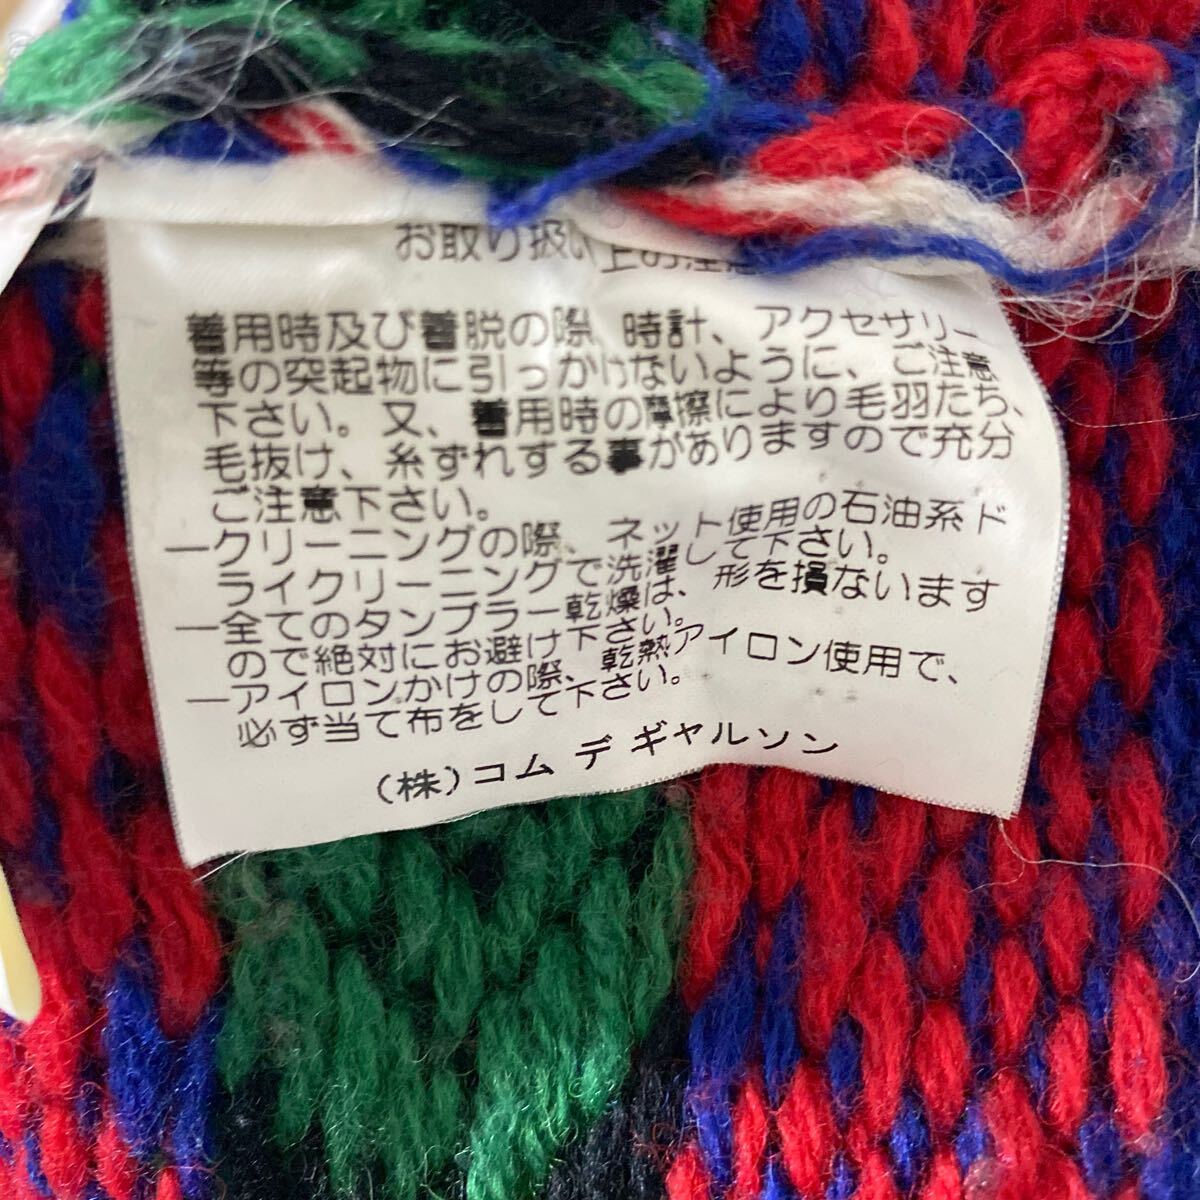 お取り扱い上の注意
着用時及び着脱の際、時計、アクセサリー
等の突起物に引っかけないように、ご注意
下さい。又、着用時の摩擦により毛羽たち、
毛抜け、糸ずれする事がありますので充分
ご注意下さい。
―クリーニングの際、ネット使用の石油系ド
ライクリーニングで洗濯して下さい。
―全てのタンブラー乾燥は、形を損ないます
ので絶対にお避け下さい。
―アイロンかけの際、乾熱アイロン使用で、
必ず当て布をして下さい。
(株)コム デ ギャルソン